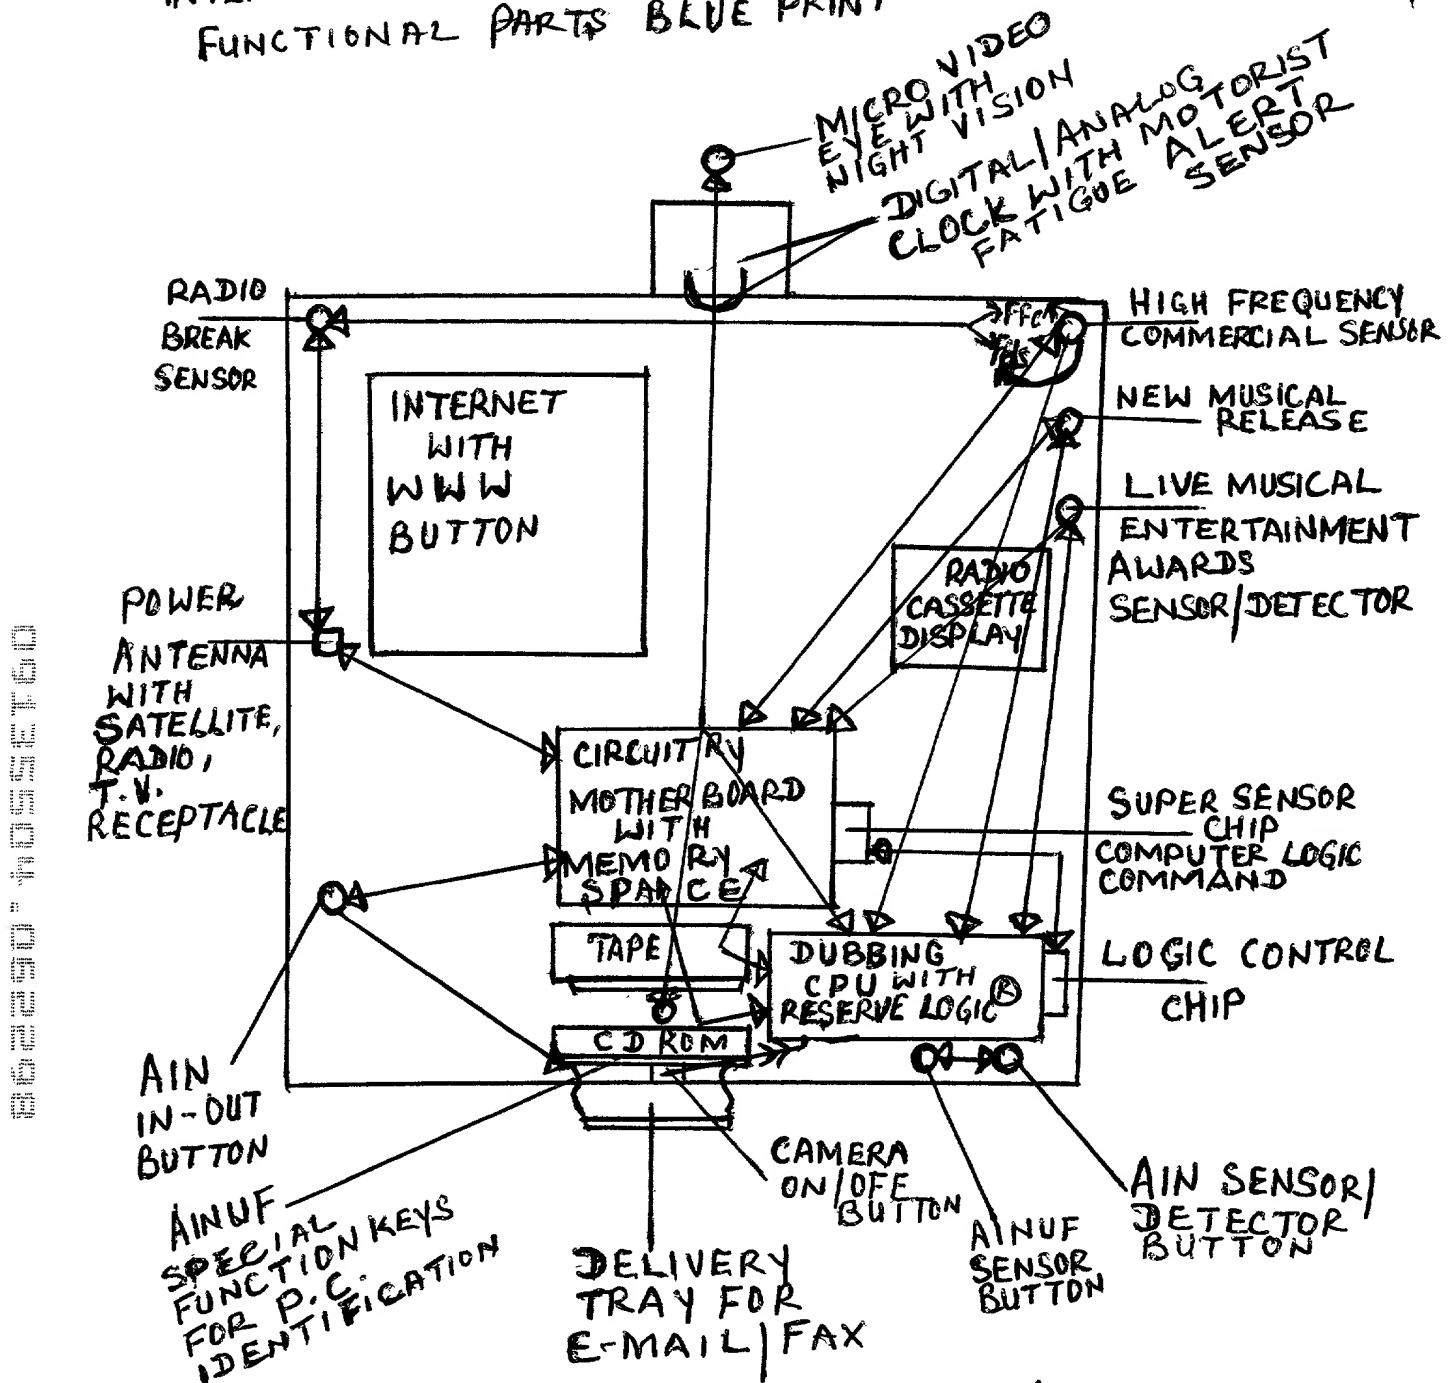 FUNCTIONAL PARTS BLUE PRINT
MICRO VIDEO
EYE WITH
NIGHT VISION
DIGITAL/ANALOG
CLOCK WITH MOTORIST
FATIGUE ALERT
SENSOR
RADIO
BREAK
SENSOR
HIGH FREQUENCY
COMMERCIAL SENSOR
NEW MUSICAL
RELEASE
INTERNET
WITH
WWW
BUTTON
LIVE MUSICAL
ENTERTAINMENT
AWARDS
SENSOR/DETECTOR
RADIO
CASSETTE
DISPLAY
POWER
ANTENNA
WITH
SATELLITE,
RADIO,
T.V.
RECEPTACLE
CIRCUITRY
MOTHERBOARD
WITH
MEMORY
SPACE
SUPER SENSOR
CHIP
COMPUTER LOGIC
COMMAND
TAPE
DUBBING
CPU WITH
RESERVE LOGIC ®
LOGIC CONTROL
CHIP
CD ROM
AIN
IN-OUT
BUTTON
AINUF
SPECIAL
FUNCTION KEYS
FOR P.C.
IDENTIFICATION
CAMERA
ON/OFF
BUTTON
DELIVERY
TRAY FOR
E-MAIL/FAX
AINUF
SENSOR
BUTTON
AIN SENSOR/
DETECTOR
BUTTON